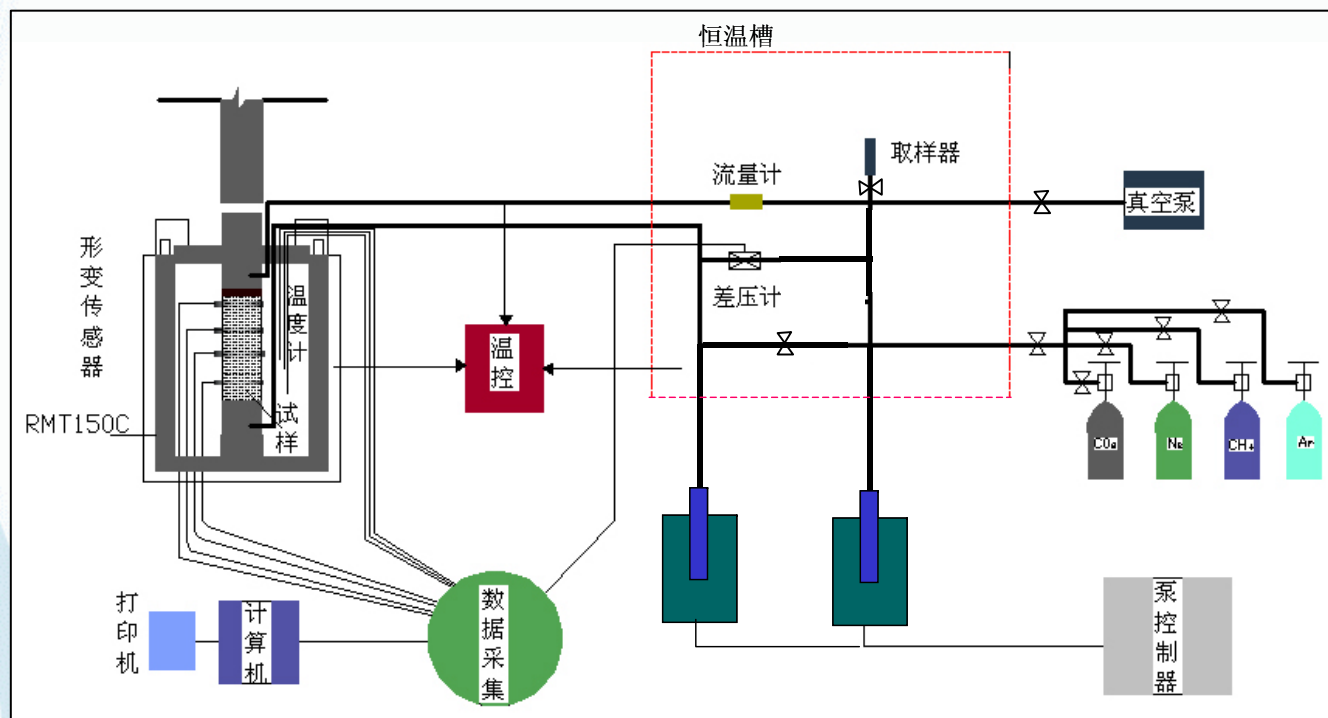 恒温槽
取样器
流量计
真空泵
形变传感器
差压计
温度计
温控
试样
RMT150C
CO₂
N₂
CH₄
Ar
数据采集
打印机
计算机
泵控制器